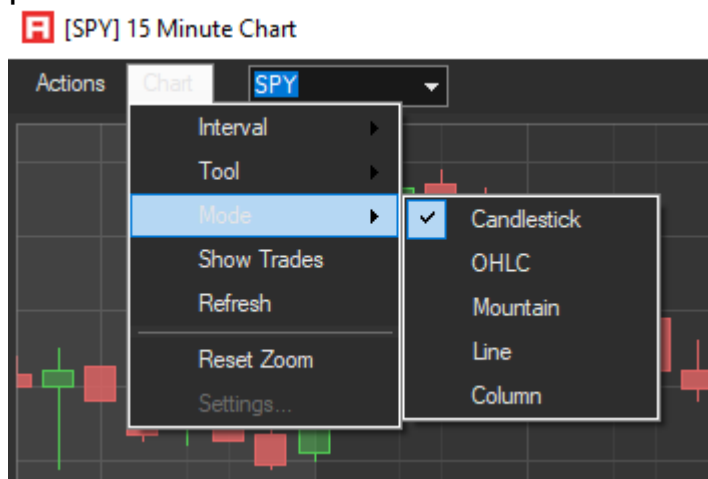 [SPY] 15 Minute Chart
Actions Chart SPY
Interval
Tool
Mode
Show Trades
Refresh
Reset Zoom
Settings...
Candlestick
OHLC
Mountain
Line
Column